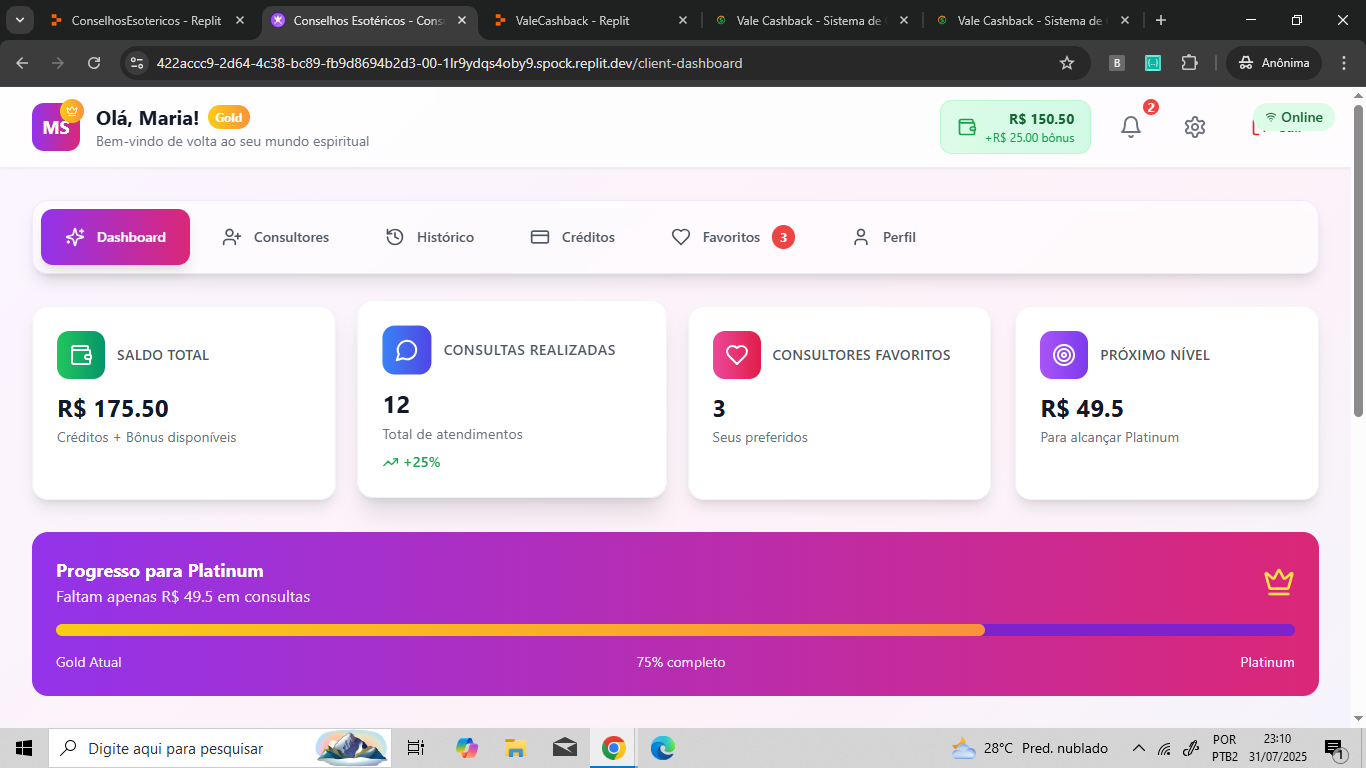 ConselhosEsotericos - Replit
Conselhos Esotéricos - Cons
ValeCashback - Replit
Vale Cashback - Sistema de
Vale Cashback - Sistema de
422accc9-2d64-4c38-bc89-fb9d8694b2d3-00-1lr9ydqs4oby9.spock.replit.dev/client-dashboard
B
Anônima
MS
Olá, Maria!
Gold
Bem-vindo de volta ao seu mundo espiritual
R$ 150.50
+R$ 25.00 bônus
2
Online
Dashboard
Consultores
Histórico
Créditos
Favoritos
3
Perfil
SALDO TOTAL
R$ 175.50
Créditos + Bônus disponíveis
CONSULTAS REALIZADAS
12
Total de atendimentos
+25%
CONSULTORES FAVORITOS
3
Seus preferidos
PRÓXIMO NÍVEL
R$ 49.5
Para alcançar Platinum
Progresso para Platinum
Faltam apenas R$ 49.5 em consultas
Gold Atual
75% completo
Platinum
Digite aqui para pesquisar
28°C Pred. nublado
POR
PTB2
23:10
31/07/2025
1